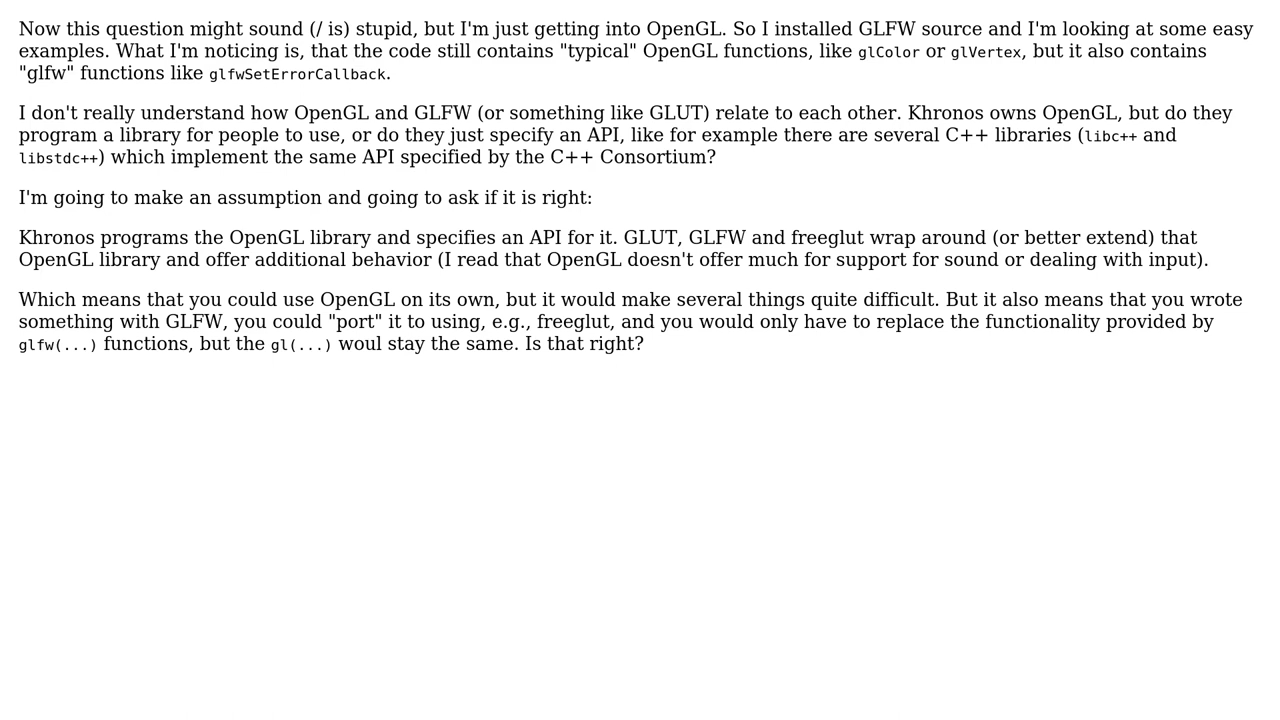 Now this question might sound (/ is) stupid, but I'm just getting into OpenGL. So I installed GLFW source and I'm looking at some easy
examples. What I'm noticing is, that the code still contains "typical" OpenGL functions, like glColor or glVertex, but it also contains
"glfw" functions like glfwSetErrorCallback.
I don't really understand how OpenGL and GLFW (or something like GLUT) relate to each other. Khronos owns OpenGL, but do they
program a library for people to use, or do they just specify an API, like for example there are several C++ libraries (libc++ and
libstdc++) which implement the same API specified by the C++ Consortium?
I'm going to make an assumption and going to ask if it is right:
Khronos programs the OpenGL library and specifies an API for it. GLUT, GLFW and freeglut wrap around (or better extend) that
OpenGL library and offer additional behavior (I read that OpenGL doesn't offer much for support for sound or dealing with input).
Which means that you could use OpenGL on its own, but it would make several things quite difficult. But it also means that you wrote
something with GLFW, you could "port" it to using, e.g., freeglut, and you would only have to replace the functionality provided by
glfw(...) functions, but the gl(...) woul stay the same. Is that right?